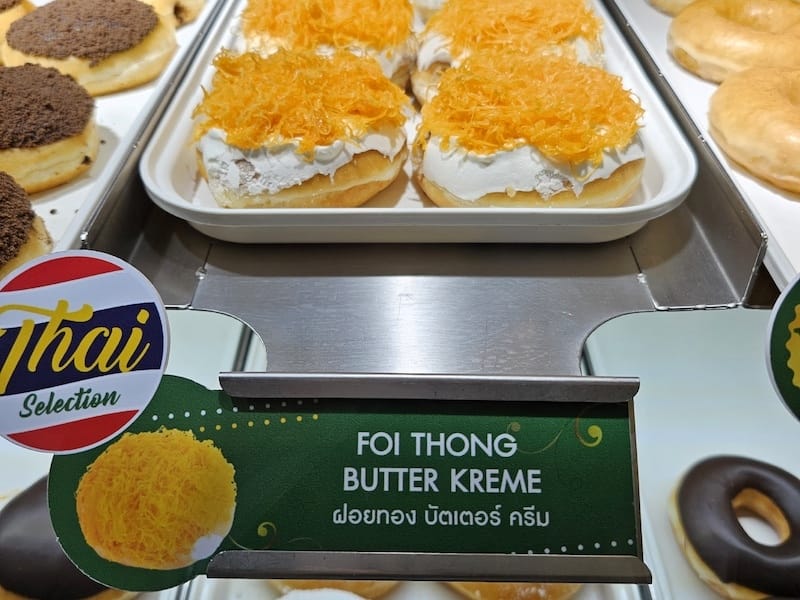 Thai
Selection
FOI THONG
BUTTER KREME
ฝอยทอง บัตเตอร์ ครีม